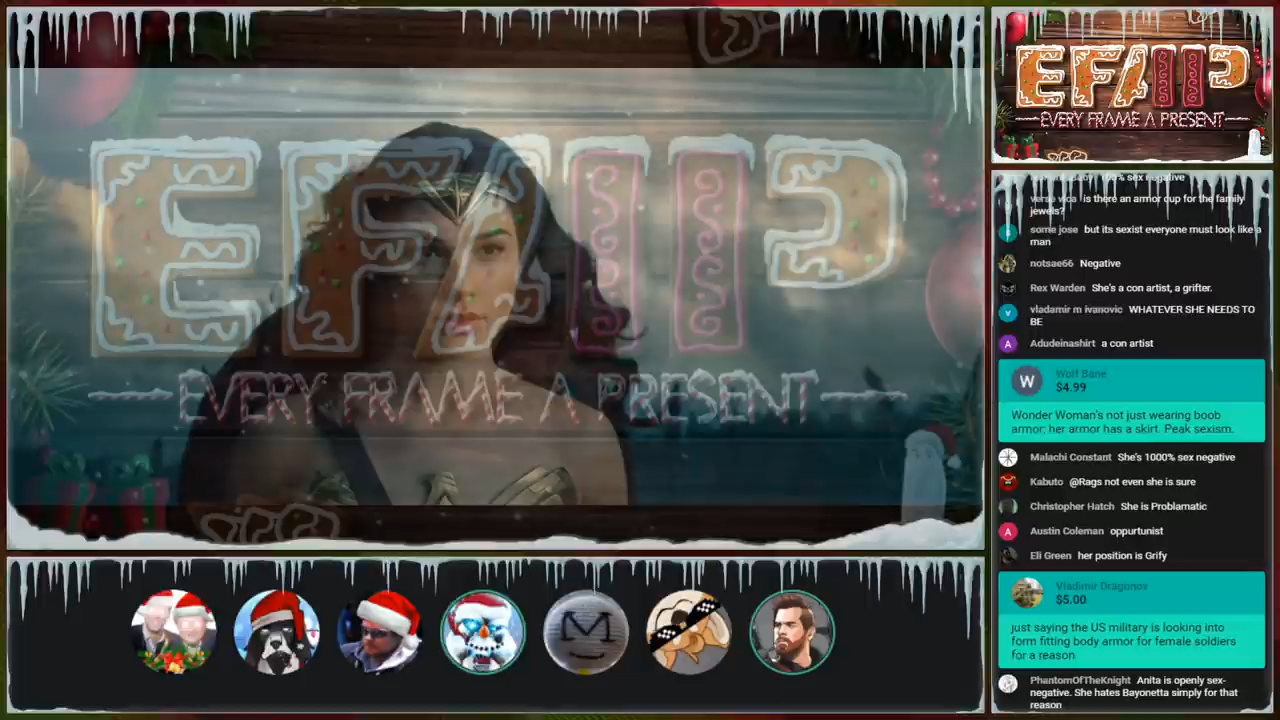 EFAP
EVERY FRAME A PRESENT
EFAP
EVERY FRAME A PRESENT
sex negative
is there an armor cup for the family
jewels?
some jose but its sexist everyone must look like a
man
notsae66 Negative
Rex Warden She's a con artist, a grifter.
V
vladamir m ivanovic WHATEVER SHE NEEDS TO
BE
A
Adudeinashirt a con artist
W
Wolf Bane
$4.99
Wonder Woman's not just wearing boob
armor; her armor has a skirt. Peak sexism.
Malachi Constant She's 1000% sex negative
Kabuto @Rags not even she is sure
Christopher Hatch She is Problamatic
A
Austin Coleman oppurtunist
Eli Green her position is Grify
Vladimir Dragunov
$5.00
just saying the US military is looking into
form fitting body armor for female soldiers
for a reason
PhantomOfTheKnight Anita is openly sex-
negative. She hates Bayonetta simply for that
reason
M